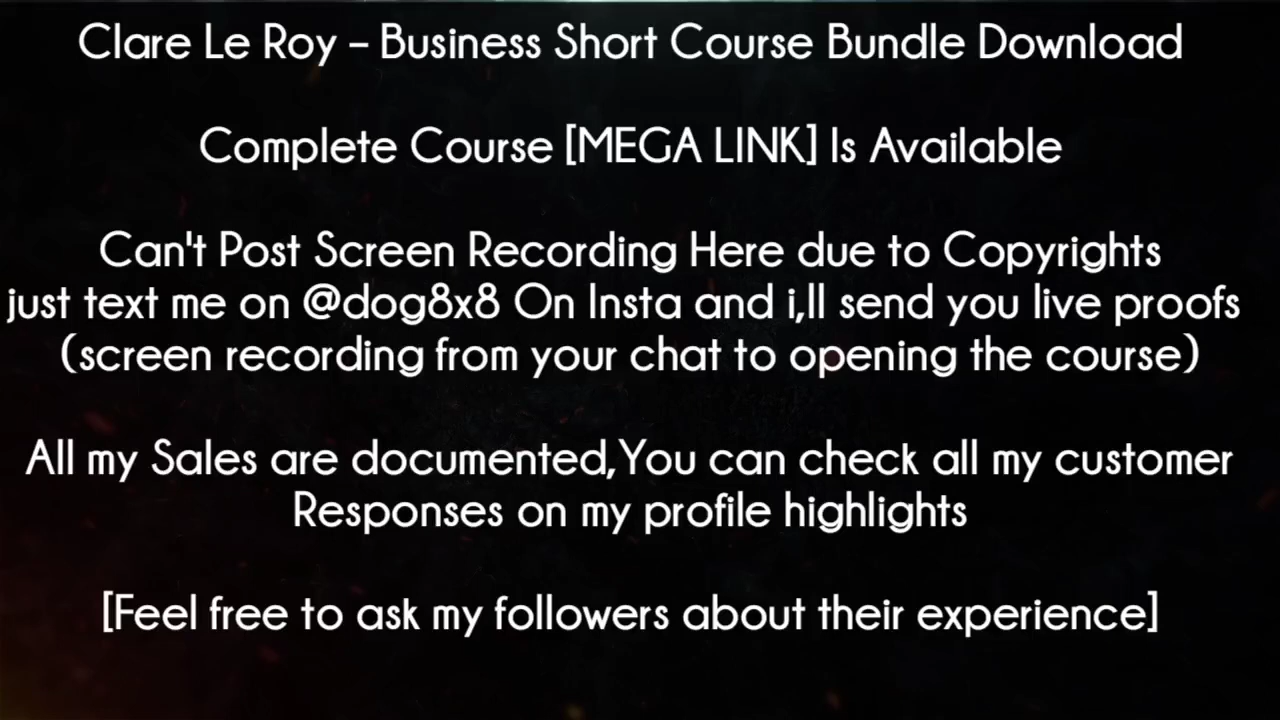 Clare Le Roy – Business Short Course Bundle Download
Complete Course [MEGA LINK] Is Available
Can't Post Screen Recording Here due to Copyrights
just text me on @dog8x8 On Insta and i,ll send you live proofs
(screen recording from your chat to opening the course)
All my Sales are documented,You can check all my customer
Responses on my profile highlights
[Feel free to ask my followers about their experience]